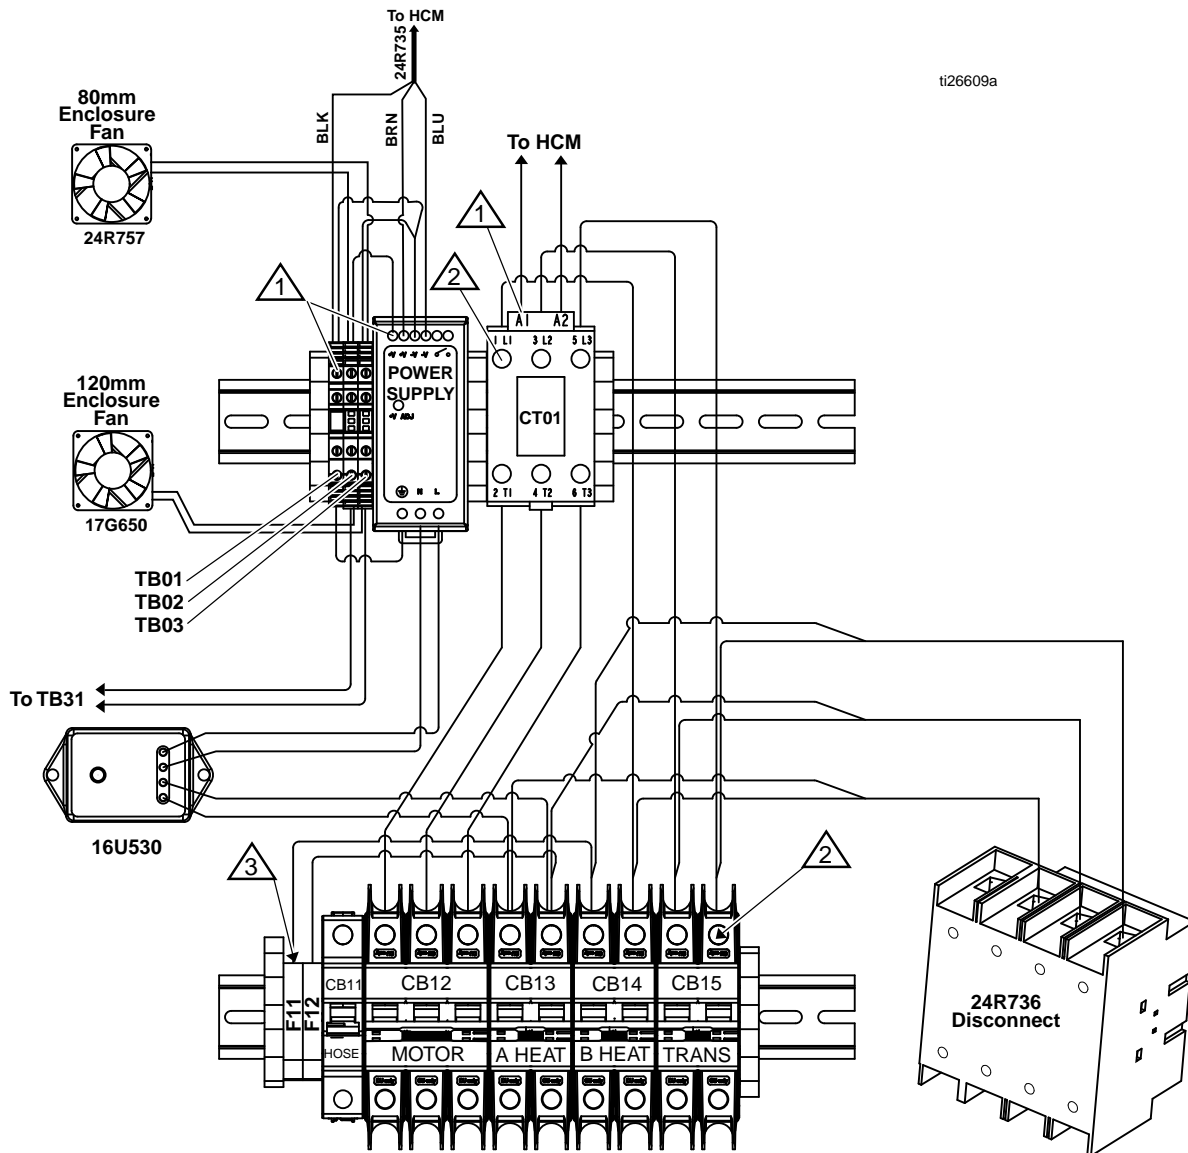 To HCM
24R735
ti26609a
80mm
Enclosure
Fan
BLK
BRN
BLU
To HCM
24R757
1
1
2
A1 A2
1 L1 3 L2 5 L3
+V +V -V -V
POWER
SUPPLY
+V ADJ
CT01
120mm
Enclosure
Fan
17G650
N L
2 T1 4 T2 6 T3
TB01
TB02
TB03
To TB31
16U530
3
2
F11
F12
CB11
CB12
CB13
CB14
CB15
HOSE
MOTOR
A HEAT
B HEAT
TRANS
24R736
Disconnect